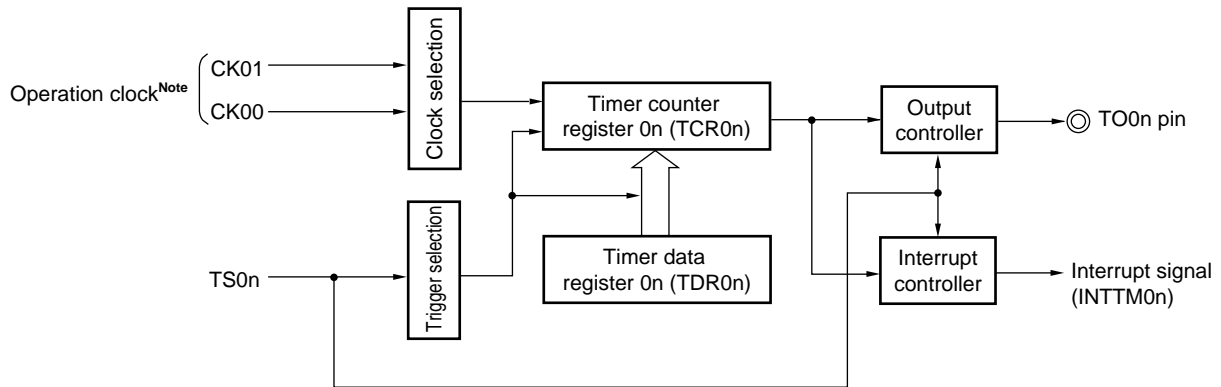 Operation clockNote
CK01
CK00
Clock selection
Timer counter
register 0n (TCR0n)
Output
controller
TO0n pin
TS0n
Trigger selection
Timer data
register 0n (TDR0n)
Interrupt
controller
Interrupt signal
(INTTM0n)